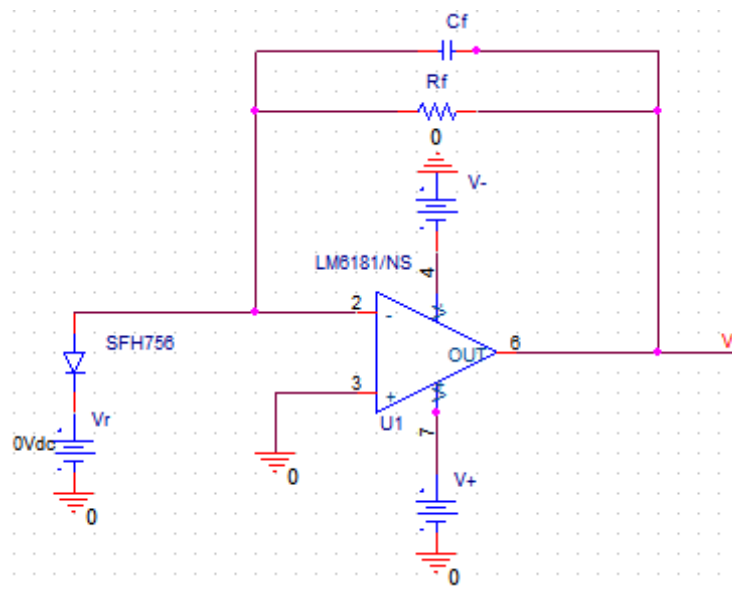 Cf
Rf
0
V-
LM6181/NS
4
2
-
SFH756
OUT
6
V
3
+
U1
Vr
0Vdc
7
0
V+
0
0